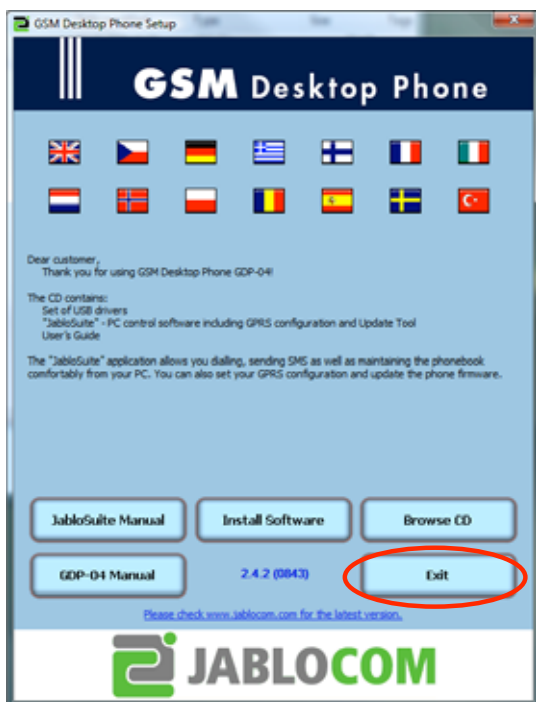 GSM Desktop Phone Setup
GSM Desktop Phone
Dear customer,
Thank you for using GSM Desktop Phone GDP-04!
The CD contains:
Set of USB drivers
"JabloSuite" - PC control software including GPRS configuration and Update Tool
User's Guide
The "JabloSuite" application allows you dialling, sending SMS as well as maintaining the phonebook
comfortably from your PC. You can also set your GPRS configuration and update the phone firmware.
JabloSuite Manual Install Software Browse CD
GDP-04 Manual 2.4.2 (0843) Exit
Please check www.jablocom.com for the latest version.
JABLOCOM